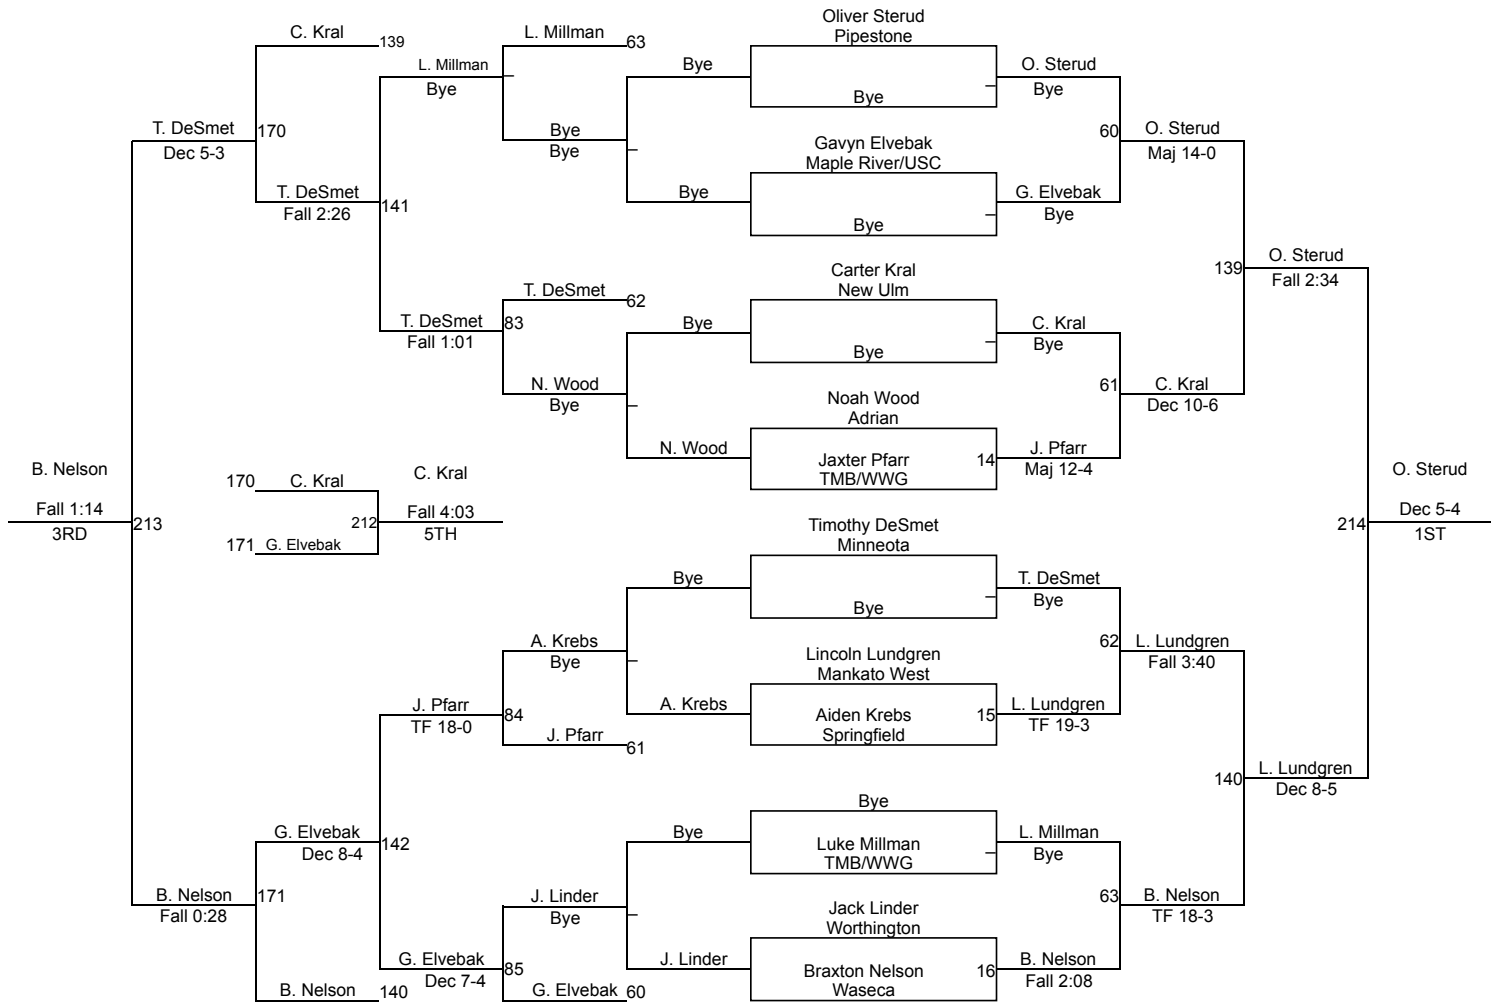 Oliver Sterud
Pipestone
C. Kral
139
L. Millman
63
L. Millman
Bye
Bye
Bye
O. Sterud
Bye
T. DeSmet
170
Dec 5-3
Bye
Bye
Gavyn Elvebak
Maple River/USC
60
O. Sterud
Maj 14-0
T. DeSmet
Fall 2:26
141
Bye
Bye
G. Elvebak
Bye
Carter Kral
New Ulm
139
O. Sterud
Fall 2:34
T. DeSmet
62
T. DeSmet
Fall 1:01
83
Bye
Bye
C. Kral
Bye
N. Wood
Bye
Noah Wood
Adrian
61
C. Kral
Dec 10-6
N. Wood
Jaxter Pfarr
TMB/WWG
14
J. Pfarr
Maj 12-4
B. Nelson
Fall 1:14
3RD
213
170
C. Kral
171
G. Elvebak
212
C. Kral
Fall 4:03
5TH
O. Sterud
Dec 5-4
1ST
214
Timothy DeSmet
Minneota
Bye
Bye
T. DeSmet
Bye
A. Krebs
Bye
Lincoln Lundgren
Mankato West
62
L. Lundgren
Fall 3:40
J. Pfarr
TF 18-0
84
A. Krebs
Aiden Krebs
Springfield
15
L. Lundgren
TF 19-3
J. Pfarr
61
140
L. Lundgren
Dec 8-5
Bye
G. Elvebak
Dec 8-4
142
Bye
Luke Millman
TMB/WWG
L. Millman
Bye
B. Nelson
Fall 0:28
171
J. Linder
Bye
Jack Linder
Worthington
63
B. Nelson
TF 18-3
G. Elvebak
Dec 7-4
85
J. Linder
Braxton Nelson
Waseca
16
B. Nelson
Fall 2:08
B. Nelson
140
G. Elvebak
60